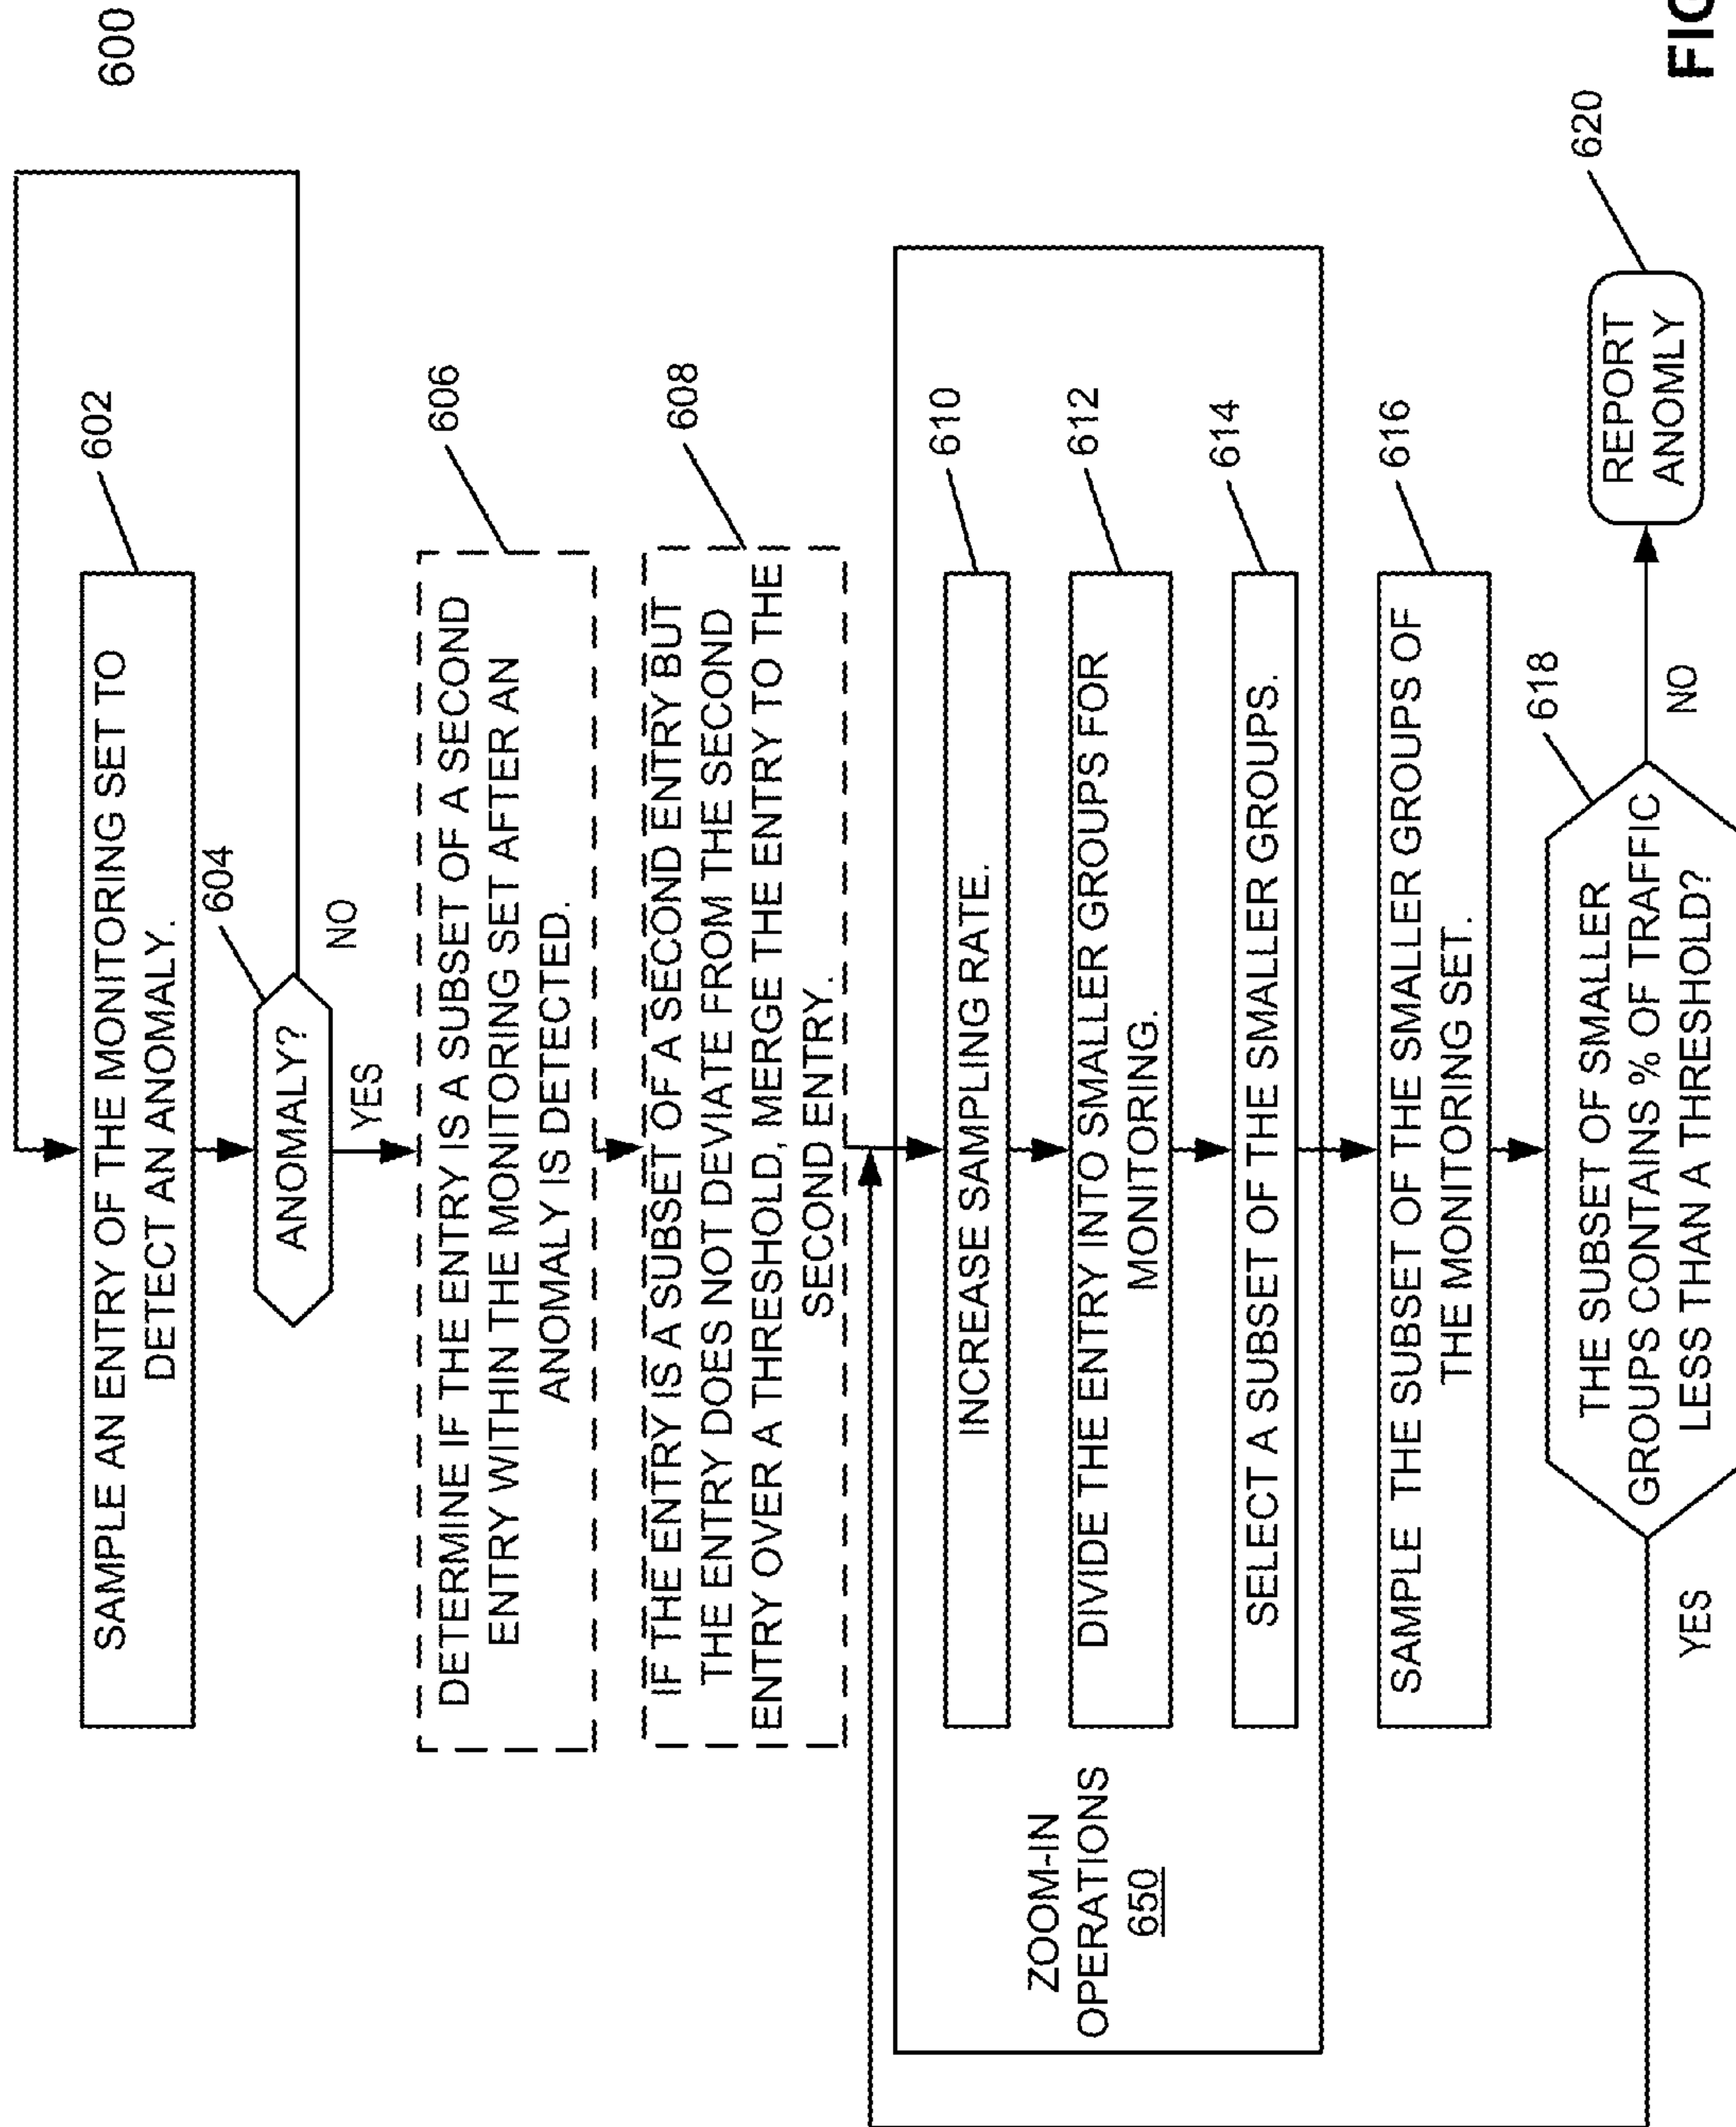 600
SAMPLE AN ENTRY OF THE MONITORING SET TO
DETECT AN ANOMALY.
602
604
ANOMALY?
NO
YES
DETERMINE IF THE ENTRY IS A SUBSET OF A SECOND
ENTRY WITHIN THE MONITORING SET AFTER AN
ANOMALY IS DETECTED.
606
IF THE ENTRY IS A SUBSET OF A SECOND ENTRY BUT
THE ENTRY DOES NOT DEVIATE FROM THE SECOND
ENTRY OVER A THRESHOLD, MERGE THE ENTRY TO THE
SECOND ENTRY.
608
ZOOM-IN
OPERATIONS
650
INCREASE SAMPLING RATE.
610
DIVIDE THE ENTRY INTO SMALLER GROUPS FOR
MONITORING.
612
SELECT A SUBSET OF THE SMALLER GROUPS.
614
SAMPLE THE SUBSET OF THE SMALLER GROUPS OF
THE MONITORING SET.
616
618
THE SUBSET OF SMALLER
GROUPS CONTAINS % OF TRAFFIC
LESS THAN A THRESHOLD?
YES
NO
REPORT
ANOMLY
620